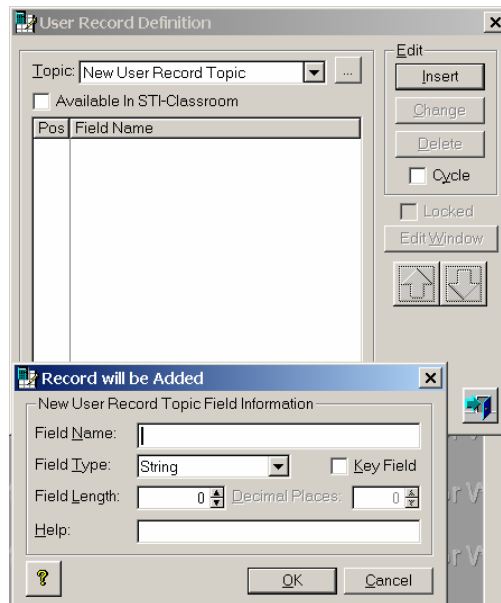 User Record Definition
Topic: New User Record Topic ...
Available In STI-Classroom
Pos Field Name
Edit
Insert
Change
Delete
Cycle
Locked
Edit Window
Record will be Added
New User Record Topic Field Information
Field Name:
Field Type: String Key Field
Field Length: 0 Decimal Places: 0
Help:
? OK Cancel